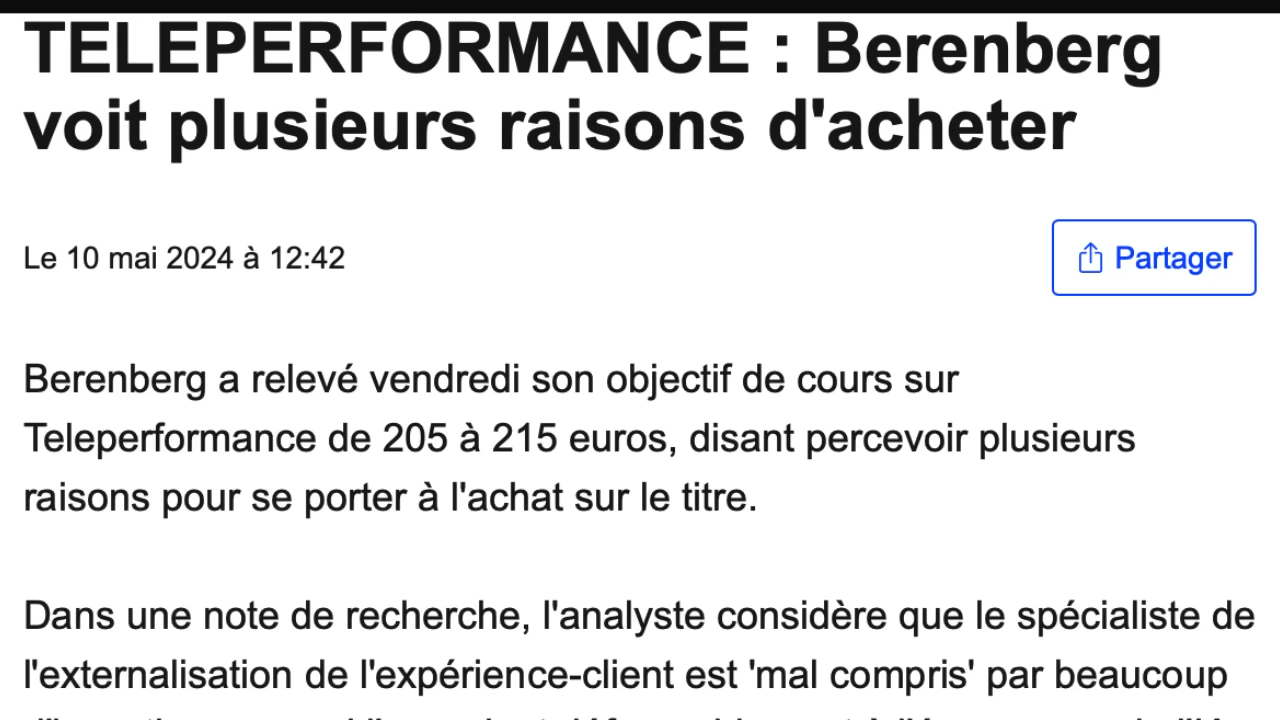 TELEPERFORMANCE : Berenberg
voit plusieurs raisons d'acheter
Le 10 mai 2024 à 12:42
Partager
Berenberg a relevé vendredi son objectif de cours sur
Teleperformance de 205 à 215 euros, disant percevoir plusieurs
raisons pour se porter à l'achat sur le titre.
Dans une note de recherche, l'analyste considère que le spécialiste de
l'externalisation de l'expérience-client est 'mal compris' par beaucoup